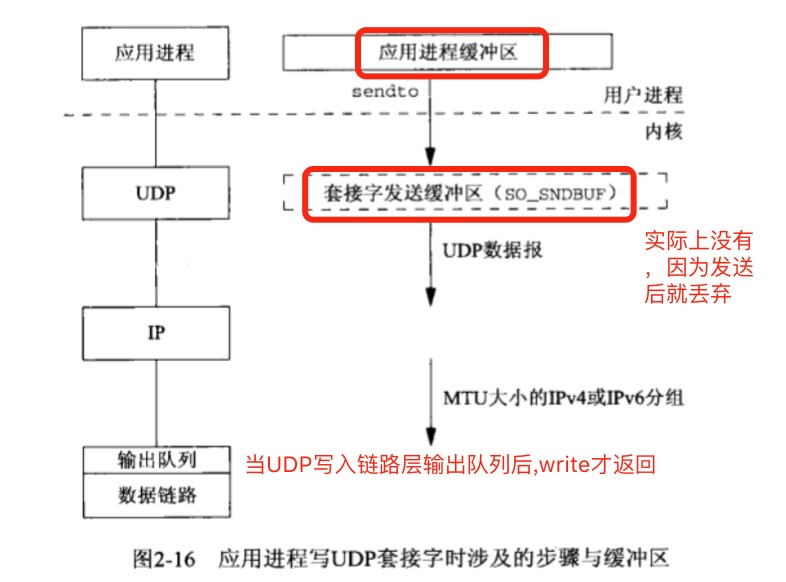 应用进程
应用进程缓冲区
sendto
用户进程
内核
UDP
套接字发送缓冲区（SO_SNDBUF）
实际上没有
，因为发送
后就丢弃
UDP数据报
IP
MTU大小的IPv4或IPv6分组
输出队列
当UDP写入链路层输出队列后,write才返回
数据链路
图2-16 应用进程写UDP套接字时涉及的步骤与缓冲区